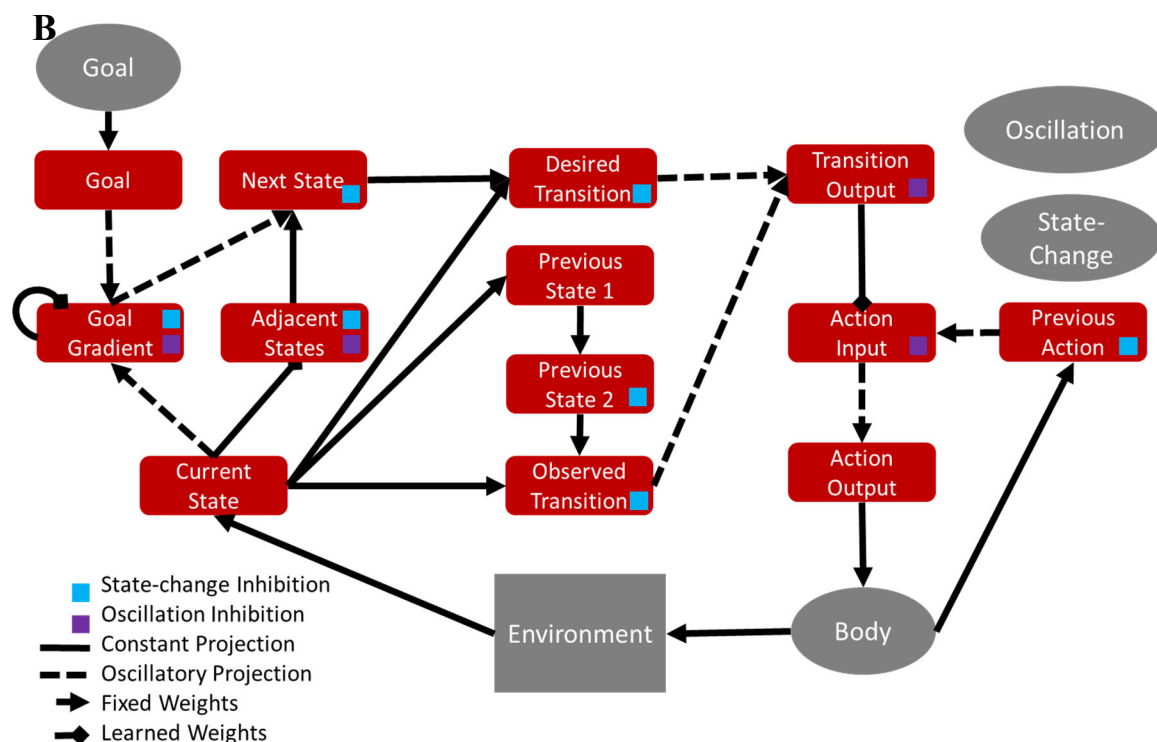 B
Goal
Oscillation
Goal
Next State
Desired
Transition
Transition
Output
State-
Change
Previous
State 1
Goal
Gradient
Adjacent
States
Action
Input
Previous
Action
Previous
State 2
Current
State
Observed
Transition
Action
Output
State-change Inhibition
Oscillation Inhibition
Constant Projection
Oscillatory Projection
Fixed Weights
Learned Weights
Environment
Body